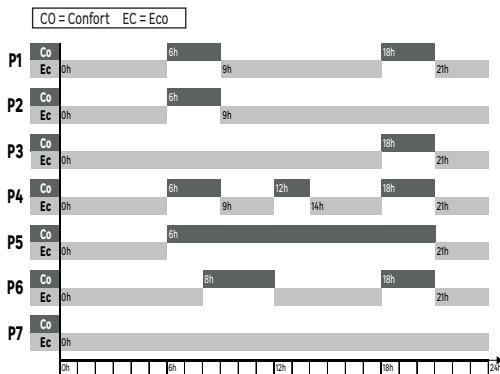 CO = Confort EC = Eco
P1 Co 6h 18h
Ec 0h 9h 21h
P2 Co 6h
Ec 0h 9h
P3 Co 18h
Ec 0h 21h
P4 Co 6h 12h 18h
Ec 0h 9h 14h 21h
P5 Co 6h
Ec 0h 21h
P6 Co 8h 18h
Ec 0h 21h
P7 Co
Ec 0h
0h 6h 12h 18h 24h